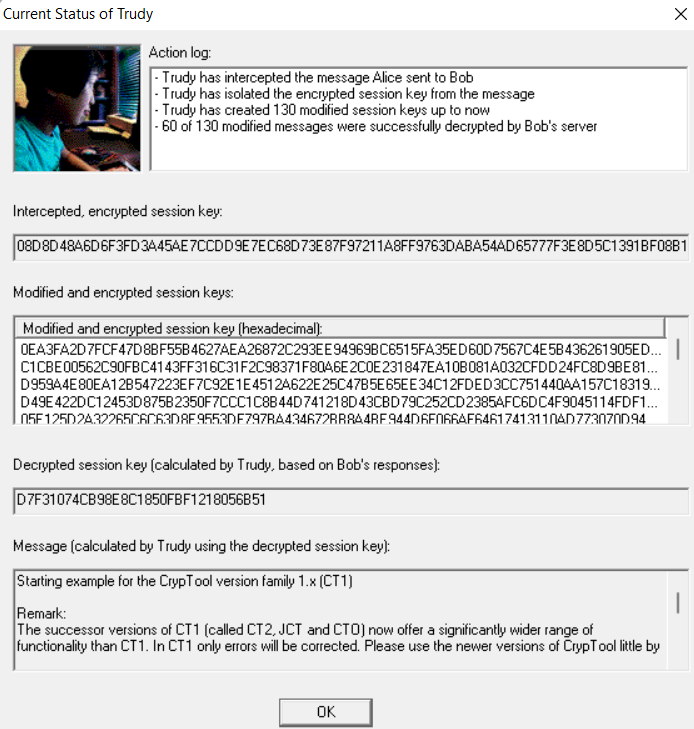 Current Status of Trudy
Action log:
- Trudy has intercepted the message Alice sent to Bob
- Trudy has isolated the encrypted session key from the message
- Trudy has created 130 modified session keys up to now
- 60 of 130 modified messages were successfully decrypted by Bob's server
Intercepted, encrypted session key:
08D8D48A6D6F3FD3A45AE7CCDD9E7EC68D73E87F97211A8FF9763DABA54AD65777F3E8D5C1391BF08B1
Modified and encrypted session keys:
Modified and encrypted session key (hexadecimal):
0EA3FA2D7FCF47D8BF55B4627AEA26872C293EE94969BC6515FA35ED60D7567C4E5B436261905ED...
C1CBE00562C90FBC4143FF316C31F2C98371F80A6E2C0E231847EA10B081A032CFDD24FC8D9BE81...
D959A4E80EA12B547223EF7C92E1E4512A622E25C47B5E65EE34C12FDED3CC751440AA157C18319...
D49E422DC12453D875B2350F7CCC1C8B44D741218D43CBD79C252CD2385AFC6DC4F9045114FDF1...
05F125D2A32265C6C63D8F9553DF797BA434672BB8A4BF944D6F066AF64617413110AD773070D94
Decrypted session key (calculated by Trudy, based on Bob's responses):
D7F31074CB98E8C1850FBF1218056B51
Message (calculated by Trudy using the decrypted session key):
Starting example for the CrypTool version family 1.x (CT1)
Remark:
The successor versions of CT1 (called CT2, JCT and CTO) now offer a significantly wider range of
functionality than CT1. In CT1 only errors will be corrected. Please use the newer versions of CrypTool little by
OK